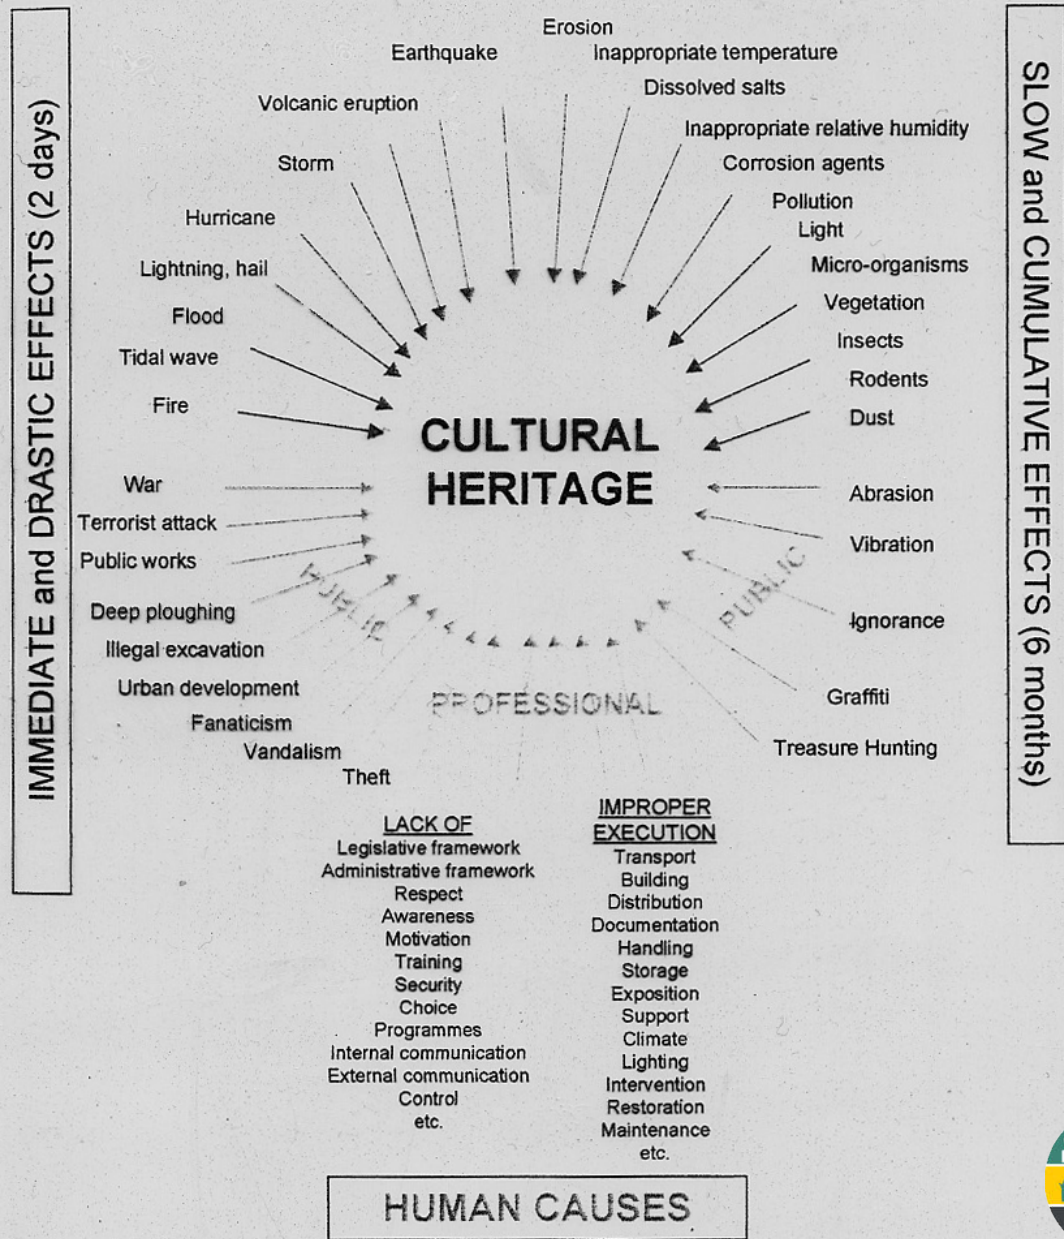 IMMEDIATE and DRASTIC EFFECTS (2 days)
SLOW and CUMULATIVE EFFECTS (6 months)
Erosion
Earthquake
Inappropriate temperature
Volcanic eruption
Dissolved salts
Storm
Inappropriate relative humidity
Corrosion agents
Hurricane
Pollution
Light
Lightning, hail
Micro-organisms
Flood
Vegetation
Tidal wave
Insects
Fire
Rodents
Dust
CULTURAL
HERITAGE
War
Abrasion
Terrorist attack
Vibration
Public works
Deep ploughing
Ignorance
Illegal excavation
Urban development
Graffiti
Fanaticism
Vandalism
Treasure Hunting
Theft
PUBLIC
PUBLIC
PROFESSIONAL
LACK OF
Legislative framework
Administrative framework
Respect
Awareness
Motivation
Training
Security
Choice
Programmes
Internal communication
External communication
Control
etc.
IMPROPER
EXECUTION
Transport
Building
Distribution
Documentation
Handling
Storage
Exposition
Support
Climate
Lighting
Intervention
Restoration
Maintenance
etc.
HUMAN CAUSES